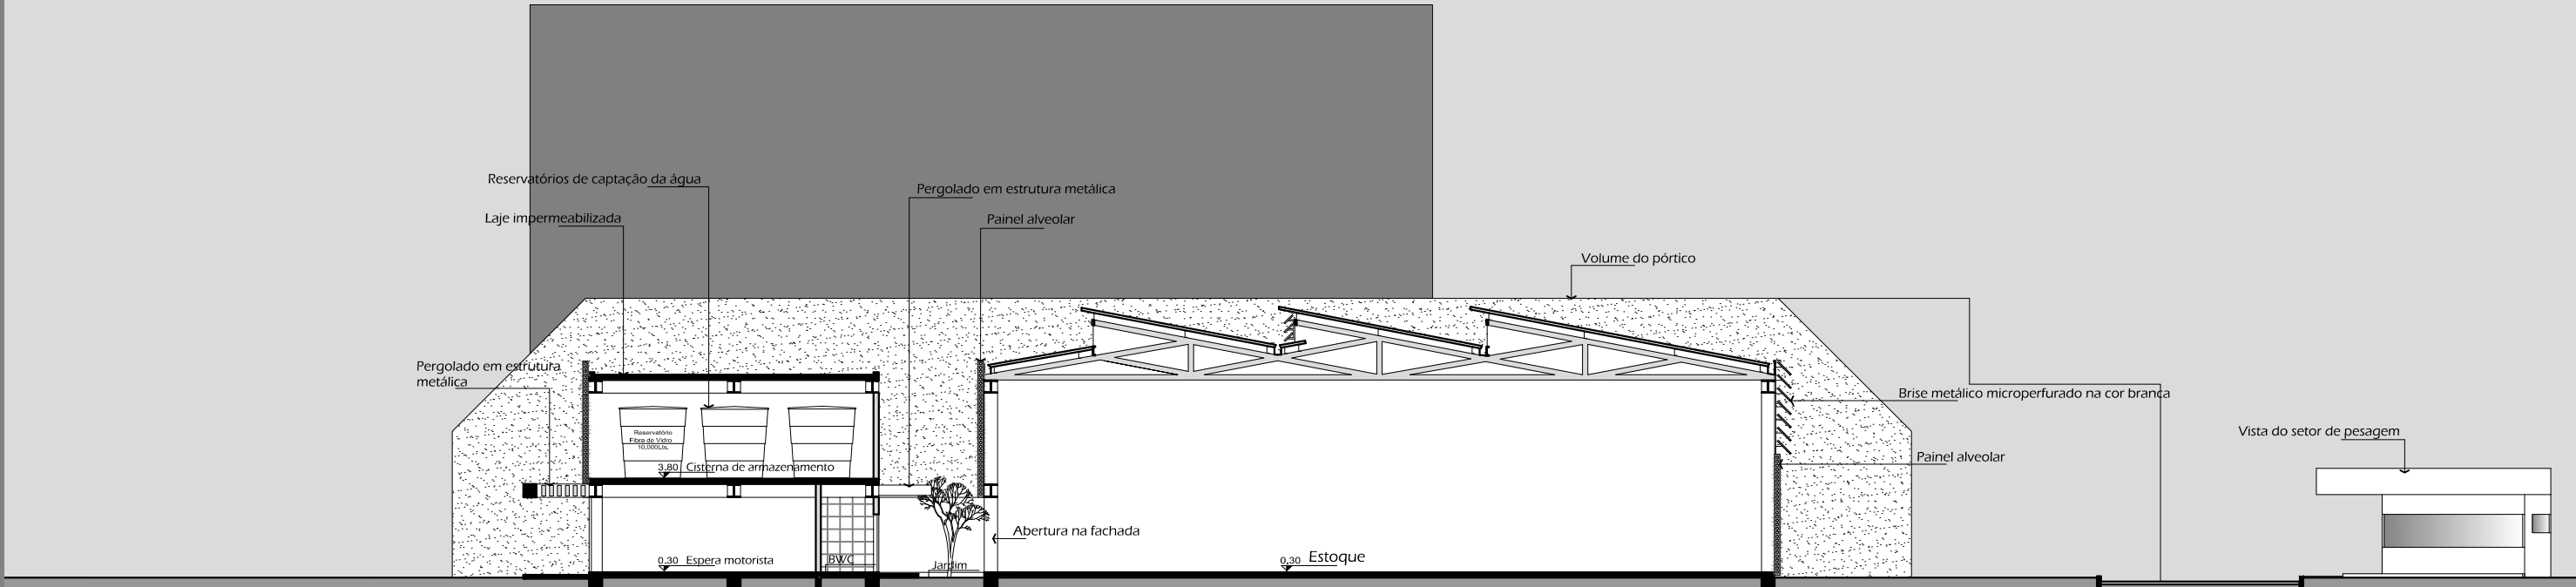 Reservatórios de captação da água
Pergolado em estrutura metálica
Laje impermeabilizada
Painel alveolar
Volume do pórtico
Pergolado em estrutura
metálica
Brise metálico microperfurado na cor branca
Vista do setor de pesagem
Reservatório
Fibra de Vidro
10.000Lts.
Painel alveolar
3,80 Cisterna de armazenamento
Abertura na fachada
0,30 Espera motorista
BWC
Jardim
0,30 Estoque